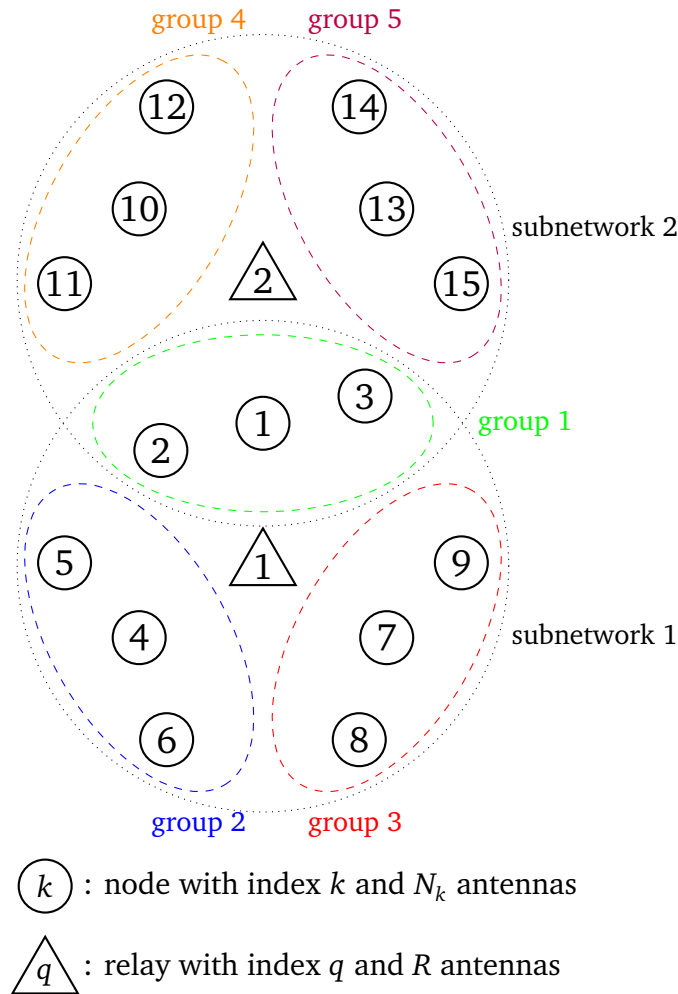 group 4
group 5
12
14
10
13
subnetwork 2
11
2
15
3
1
group 1
2
5
1
9
4
7
subnetwork 1
6
8
group 2
group 3
k : node with index k and N_k antennas
q : relay with index q and R antennas